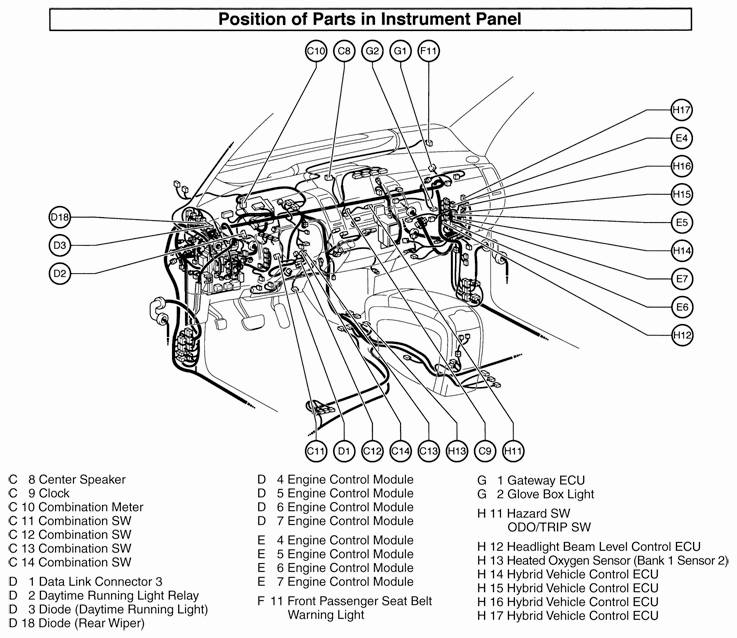 Position of Parts in Instrument Panel
C10 C8 G2 G1 F11
H17
E4
H16
H15
E5
H14
E7
E6
H12
D18
D3
D2
C11 D1 C12 C14 C13 H13 C9 H11
C 8 Center Speaker
C 9 Clock
C 10 Combination Meter
C 11 Combination SW
C 12 Combination SW
C 13 Combination SW
C 14 Combination SW
D 1 Data Link Connector 3
D 2 Daytime Running Light Relay
D 3 Diode (Daytime Running Light)
D 18 Diode (Rear Wiper)
D 4 Engine Control Module
D 5 Engine Control Module
D 6 Engine Control Module
D 7 Engine Control Module
E 4 Engine Control Module
E 5 Engine Control Module
E 6 Engine Control Module
E 7 Engine Control Module
F 11 Front Passenger Seat Belt
Warning Light
G 1 Gateway ECU
G 2 Glove Box Light
H 11 Hazard SW
ODO/TRIP SW
H 12 Headlight Beam Level Control ECU
H 13 Heated Oxygen Sensor (Bank 1 Sensor 2)
H 14 Hybrid Vehicle Control ECU
H 15 Hybrid Vehicle Control ECU
H 16 Hybrid Vehicle Control ECU
H 17 Hybrid Vehicle Control ECU